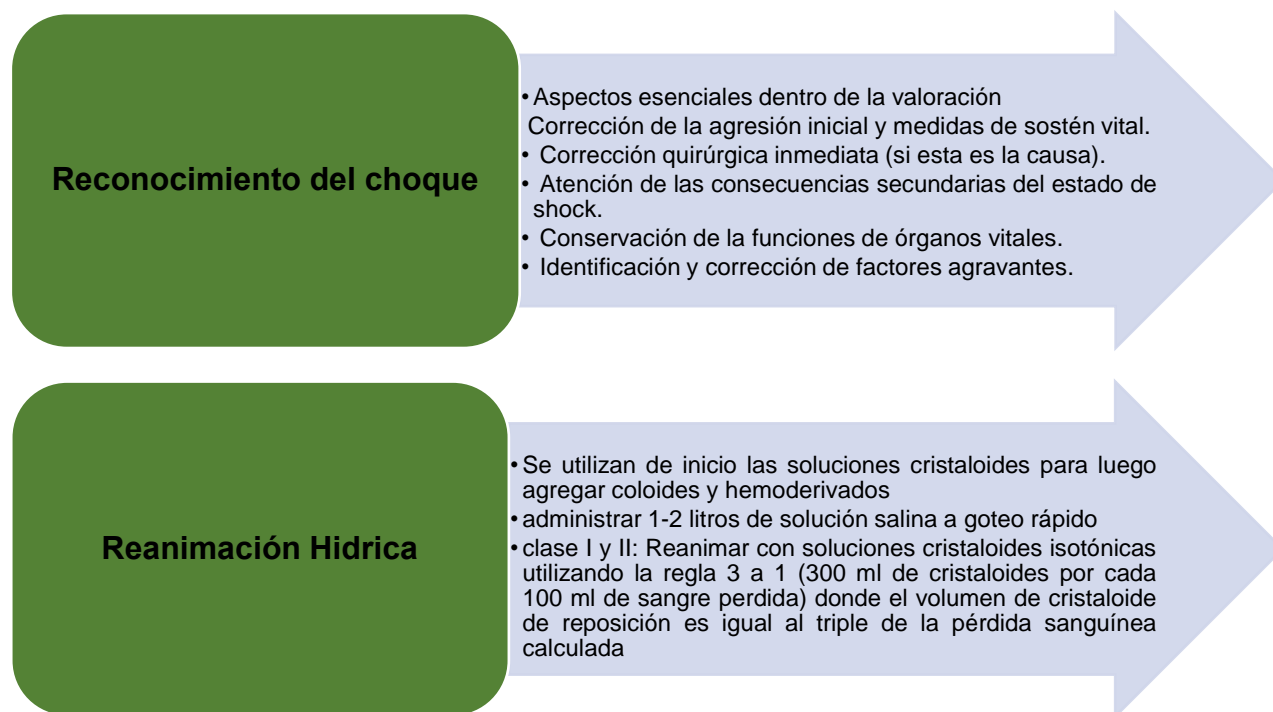 Reconocimiento del choque
• Aspectos esenciales dentro de la valoración
Corrección de la agresión inicial y medidas de sostén vital.
• Corrección quirúrgica inmediata (si esta es la causa).
• Atención de las consecuencias secundarias del estado de
shock.
• Conservación de la funciones de órganos vitales.
• Identificación y corrección de factores agravantes.
Reanimación Hidrica
• Se utilizan de inicio las soluciones cristaloides para luego
agregar coloides y hemoderivados
• administrar 1-2 litros de solución salina a goteo rápido
• clase I y II: Reanimar con soluciones cristaloides isotónicas
utilizando la regla 3 a 1 (300 ml de cristaloides por cada
100 ml de sangre perdida) donde el volumen de cristaloide
de reposición es igual al triple de la pérdida sanguínea
calculada